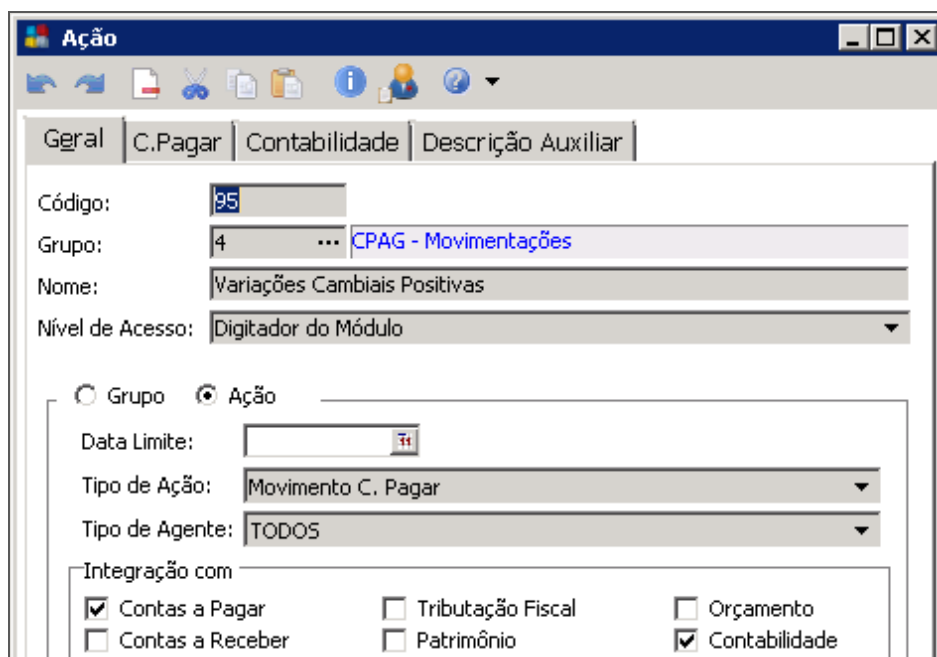 Ação
Geral C.Pagar Contabilidade Descrição Auxiliar
Código: 95
Grupo: 4 ... CPAG - Movimentações
Nome: Variações Cambiais Positivas
Nível de Acesso: Digitador do Módulo
Grupo Ação
Data Limite:
Tipo de Ação: Movimento C. Pagar
Tipo de Agente: TODOS
Integração com
Contas a Pagar Tributação Fiscal Orçamento
Contas a Receber Patrimônio Contabilidade